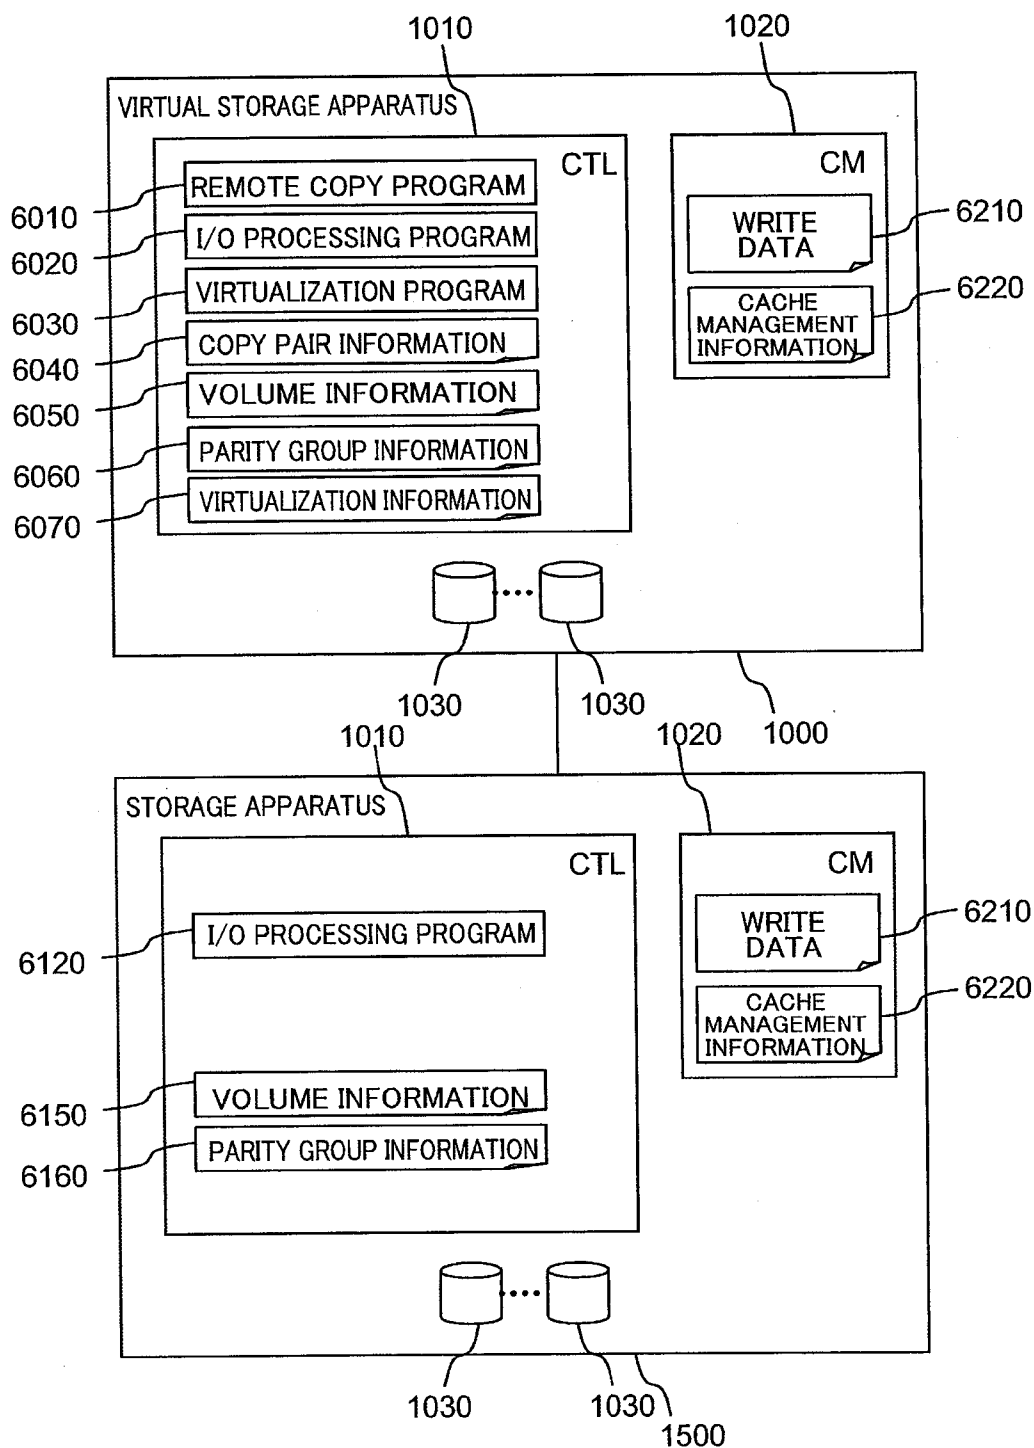 1010
1020
VIRTUAL STORAGE APPARATUS
CTL
CM
REMOTE COPY PROGRAM
6010
I/O PROCESSING PROGRAM
6020
VIRTUALIZATION PROGRAM
6030
COPY PAIR INFORMATION
6040
VOLUME INFORMATION
6050
PARITY GROUP INFORMATION
6060
VIRTUALIZATION INFORMATION
6070
WRITE
DATA
6210
CACHE
MANAGEMENT
INFORMATION
6220
1030
1030
1000
1010
1020
STORAGE APPARATUS
CTL
CM
I/O PROCESSING PROGRAM
6120
VOLUME INFORMATION
6150
PARITY GROUP INFORMATION
6160
WRITE
DATA
6210
CACHE
MANAGEMENT
INFORMATION
6220
1030
1030
1500